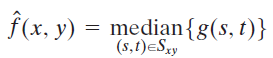 f̂(x, y) = median{g(s, t)}
(s,t)∈Sxy